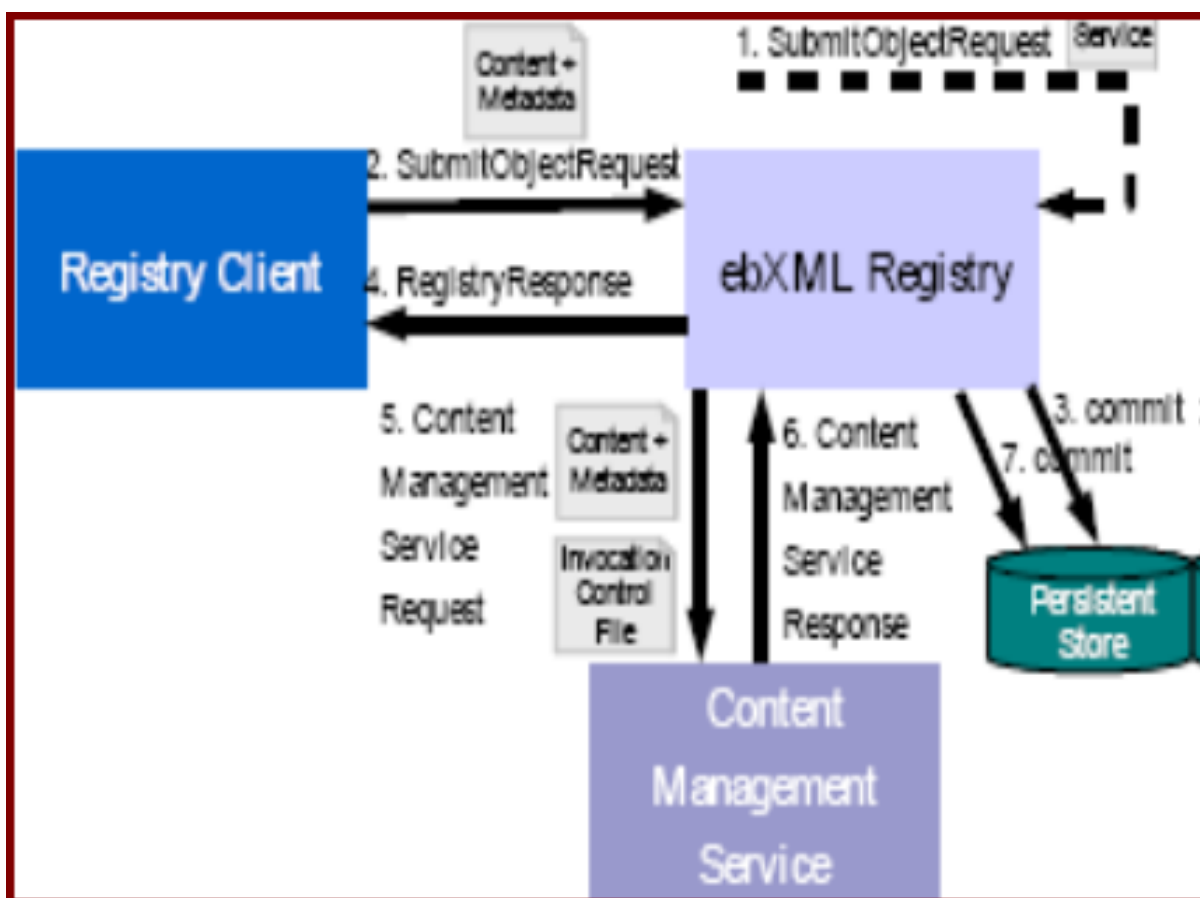 1. SubmitObjectRequest
Service
Content +
Metadata
2. SubmitObjectRequest
Registry Client
ebXML Registry
4. RegistryResponse
5. Content
Management
Service
Request
Content +
Metadata
Invocation
Control
File
6. Content
Management
Service
Response
3. commit
7. commit
Persistent
Store
Content
Management
Service